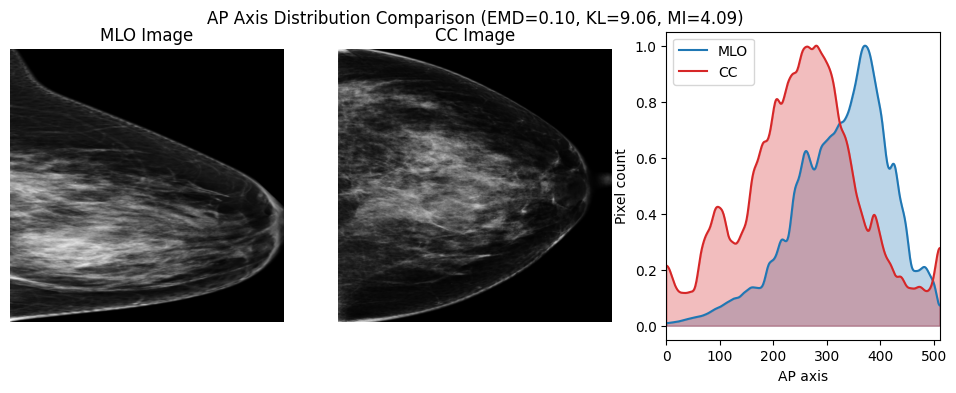 AP Axis Distribution Comparison (EMD=0.10, KL=9.06, MI=4.09)
MLO Image
CC Image
MLO
CC
1.0
0.8
0.6
0.4
0.2
0.0
Pixel count
0 100 200 300 400 500
AP axis